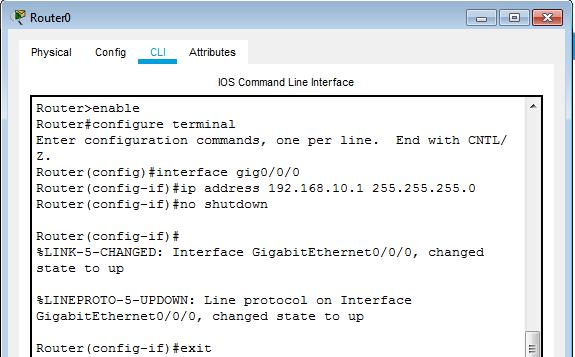 Router0
Physical Config CLI Attributes
IOS Command Line Interface
Router>enable
Router#configure terminal
Enter configuration commands, one per line.  End with CNTL/
Z.
Router(config)#interface gig0/0/0
Router(config-if)#ip address 192.168.10.1 255.255.255.0
Router(config-if)#no shutdown

Router(config-if)#
%LINK-5-CHANGED: Interface GigabitEthernet0/0/0, changed
state to up

%LINEPROTO-5-UPDOWN: Line protocol on Interface
GigabitEthernet0/0/0, changed state to up

Router(config-if)#exit